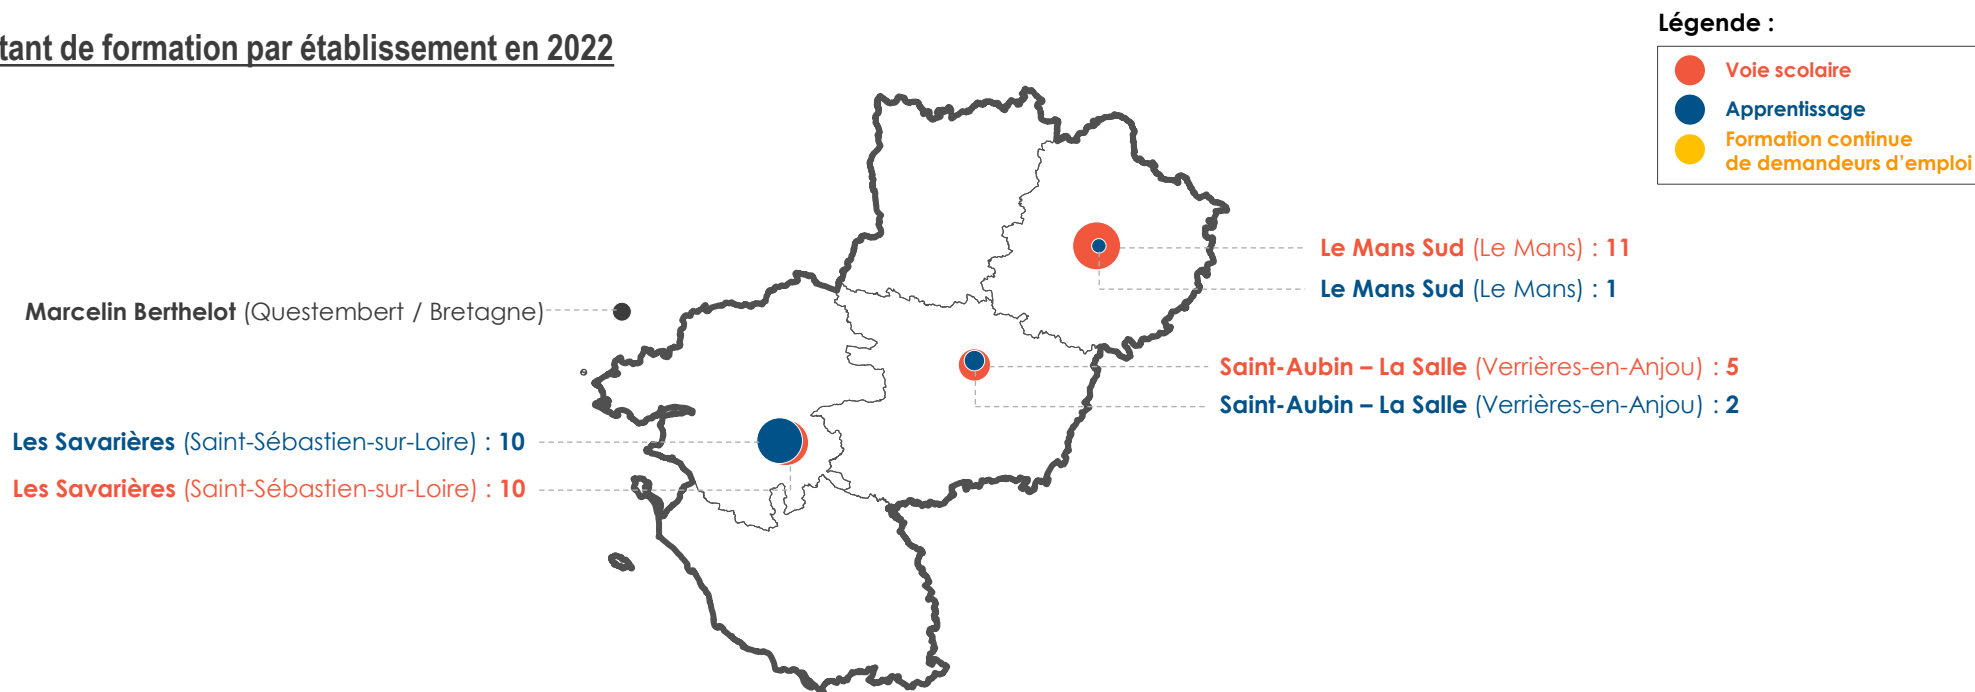 tant de formation par établissement en 2022
Légende :
Voie scolaire
Apprentissage
Formation continue
de demandeurs d'emploi
Le Mans Sud (Le Mans) : 11
Le Mans Sud (Le Mans) : 1
Marcelin Berthelot (Questembert / Bretagne)
Saint-Aubin – La Salle (Verrières-en-Anjou) : 5
Saint-Aubin – La Salle (Verrières-en-Anjou) : 2
Les Savarières (Saint-Sébastien-sur-Loire) : 10
Les Savarières (Saint-Sébastien-sur-Loire) : 10